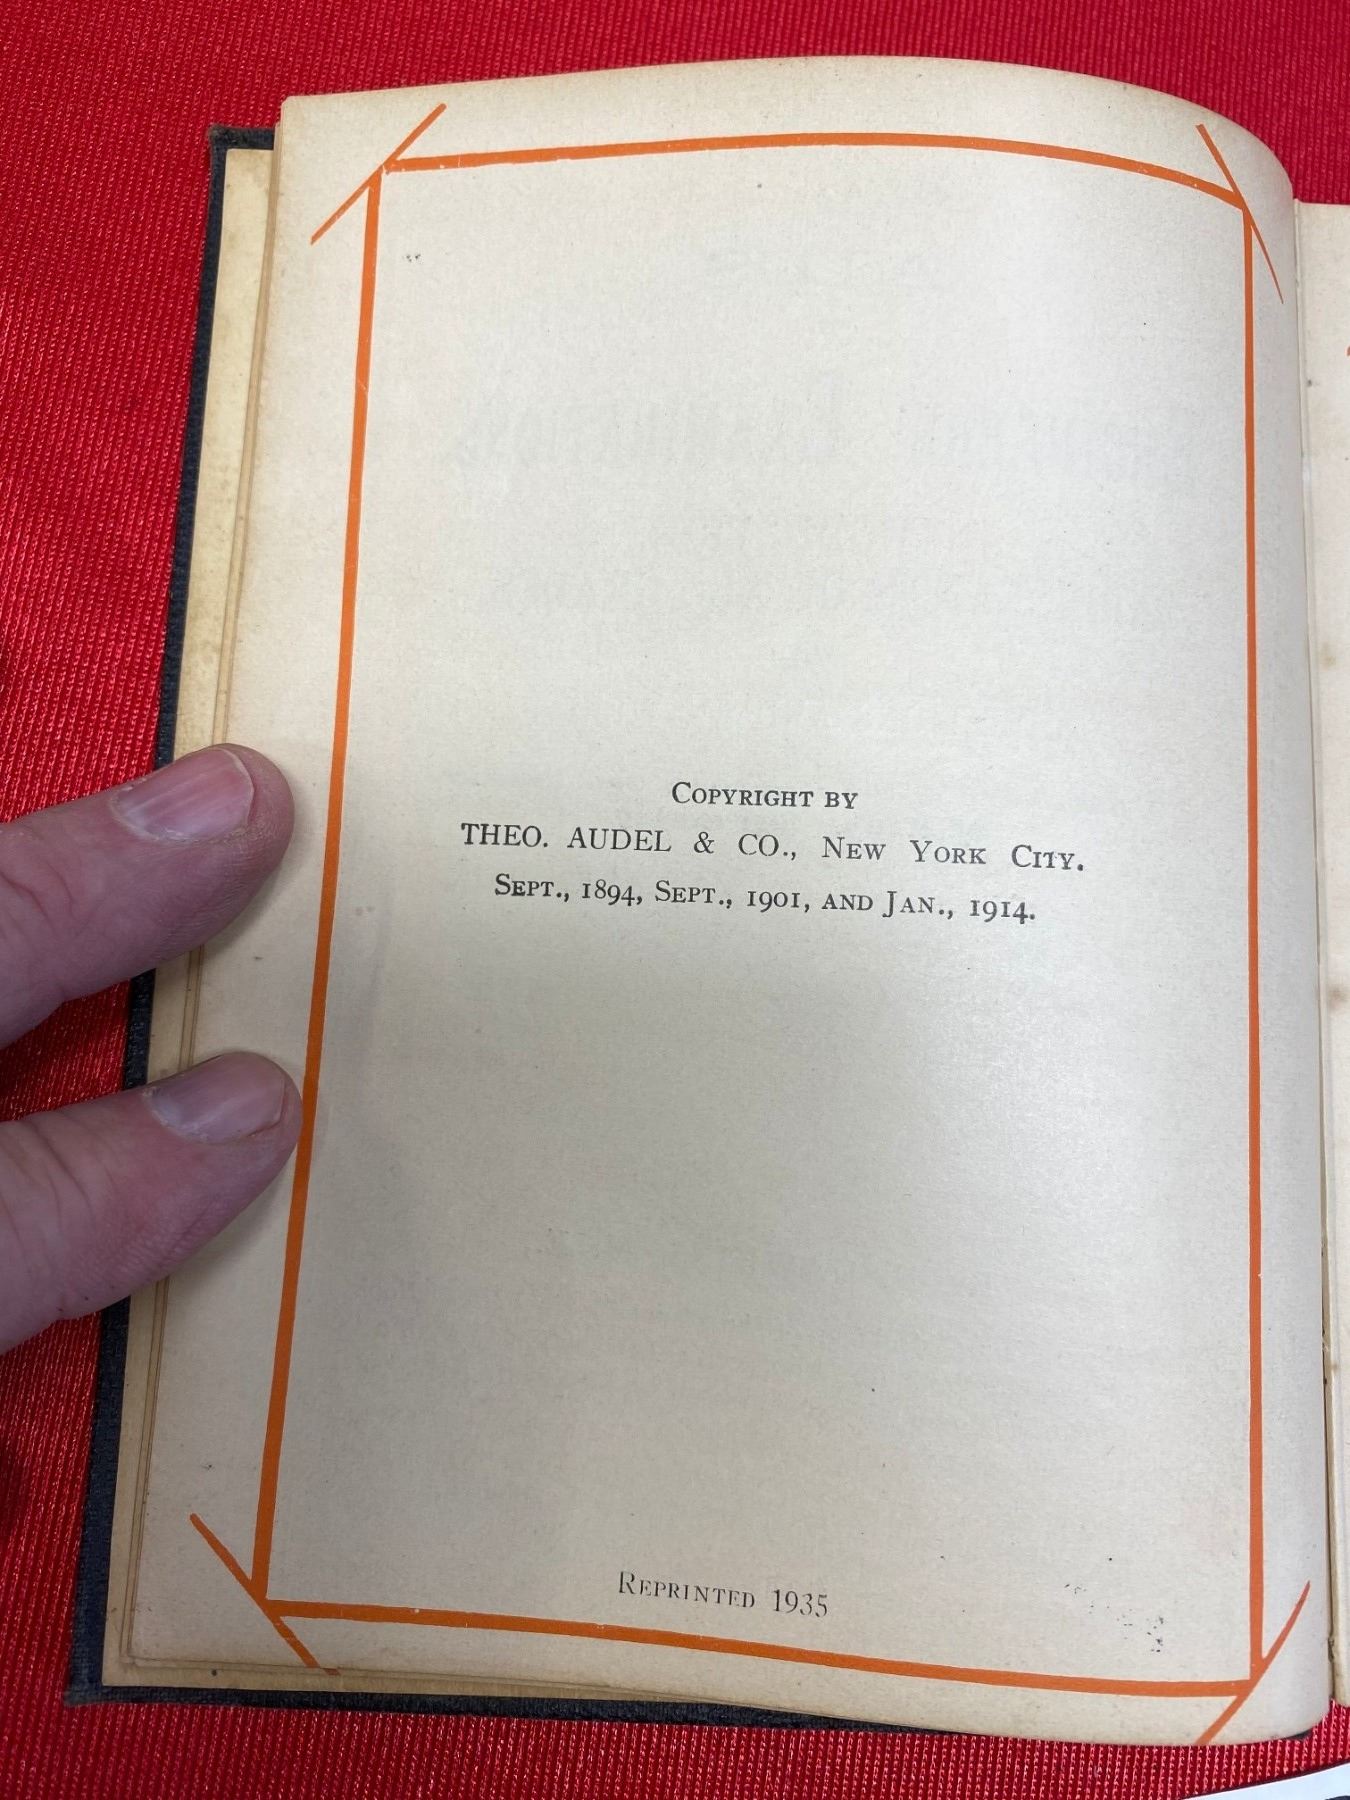 Copyright by
THEO. AUDEL & CO., New York City.
Sept., 1894, Sept., 1901, and Jan., 1914.
Reprinted 1935